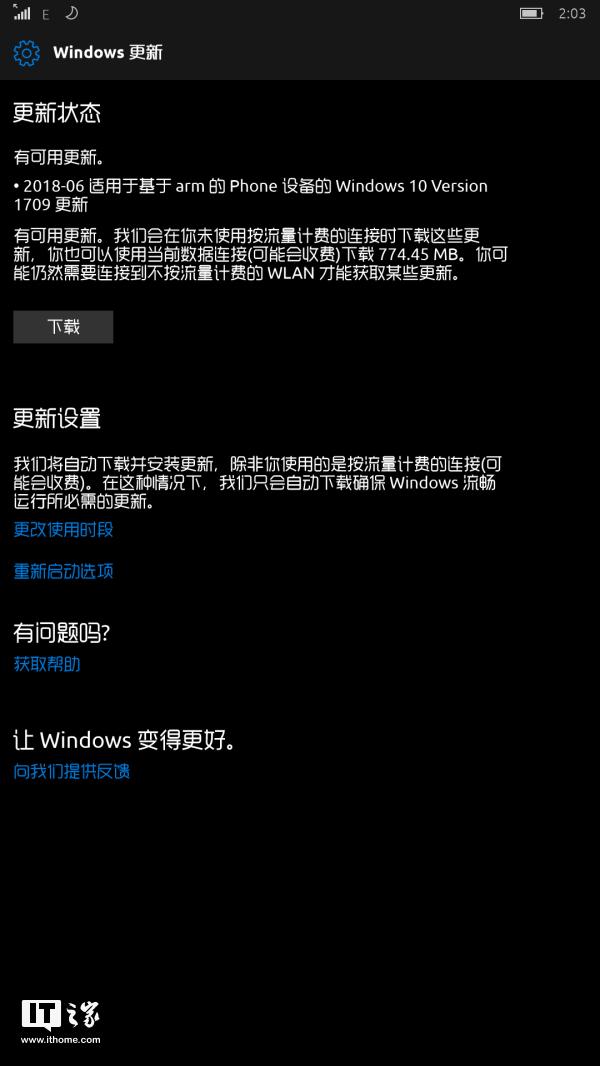 E
2:03
Windows 更新
更新状态
有可用更新。
• 2018-06 适用于基于 arm 的 Phone 设备的 Windows 10 Version
1709 更新
有可用更新。我们会在你未使用按流量计费的连接时下载这些更
新，你也可以使用当前数据连接(可能会收费)下载 774.45 MB。你可
能仍然需要连接到不按流量计费的 WLAN 才能获取某些更新。
下载
更新设置
我们将自动下载并安装更新，除非你使用的是按流量计费的连接(可
能会收费)。在这种情况下，我们只会自动下载确保 Windows 流畅
运行所必需的更新。
更改使用时段
重新启动选项
有问题吗?
获取帮助
让 Windows 变得更好。
向我们提供反馈
IT之家
www.ithome.com